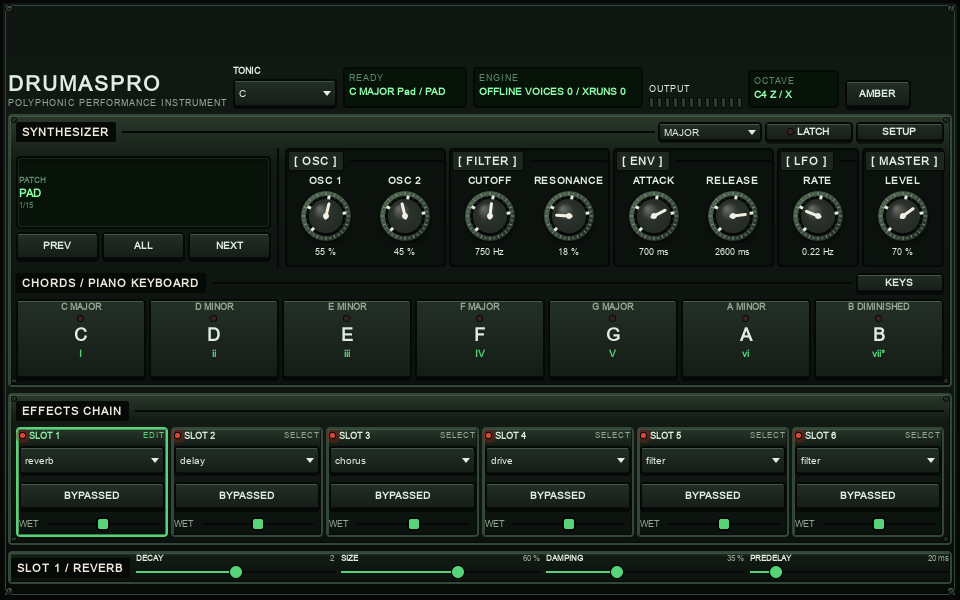 DRUMASPRO
POLYPHONIC PERFORMANCE INSTRUMENT
TONIC
C
READY
C MAJOR Pad / PAD
ENGINE
OFFLINE VOICES 0 / XRUNS 0
OUTPUT
OCTAVE
C4 Z / X
AMBER
SYNTHESIZER
MAJOR
LATCH
SETUP
PATCH
PAD
1/15
PREV
ALL
NEXT
[ OSC ]
OSC 1
OSC 2
55 %
45 %
[ FILTER ]
CUTOFF
RESONANCE
750 Hz
18 %
[ ENV ]
ATTACK
RELEASE
700 ms
2600 ms
[ LFO ]
RATE
0.22 Hz
[ MASTER ]
LEVEL
70 %
CHORDS / PIANO KEYBOARD
KEYS
C MAJOR
C
I
D MINOR
D
ii
E MINOR
E
iii
F MAJOR
F
IV
G MAJOR
G
V
A MINOR
A
vi
B DIMINISHED
B
vii°
EFFECTS CHAIN
SLOT 1
EDIT
reverb
BYPASSED
WET
SLOT 2
SELECT
delay
BYPASSED
WET
SLOT 3
SELECT
chorus
BYPASSED
WET
SLOT 4
SELECT
drive
BYPASSED
WET
SLOT 5
SELECT
filter
BYPASSED
WET
SLOT 6
SELECT
filter
BYPASSED
WET
SLOT 1 / REVERB
DECAY
2
SIZE
60 %
DAMPING
35 %
PREDELAY
20 ms